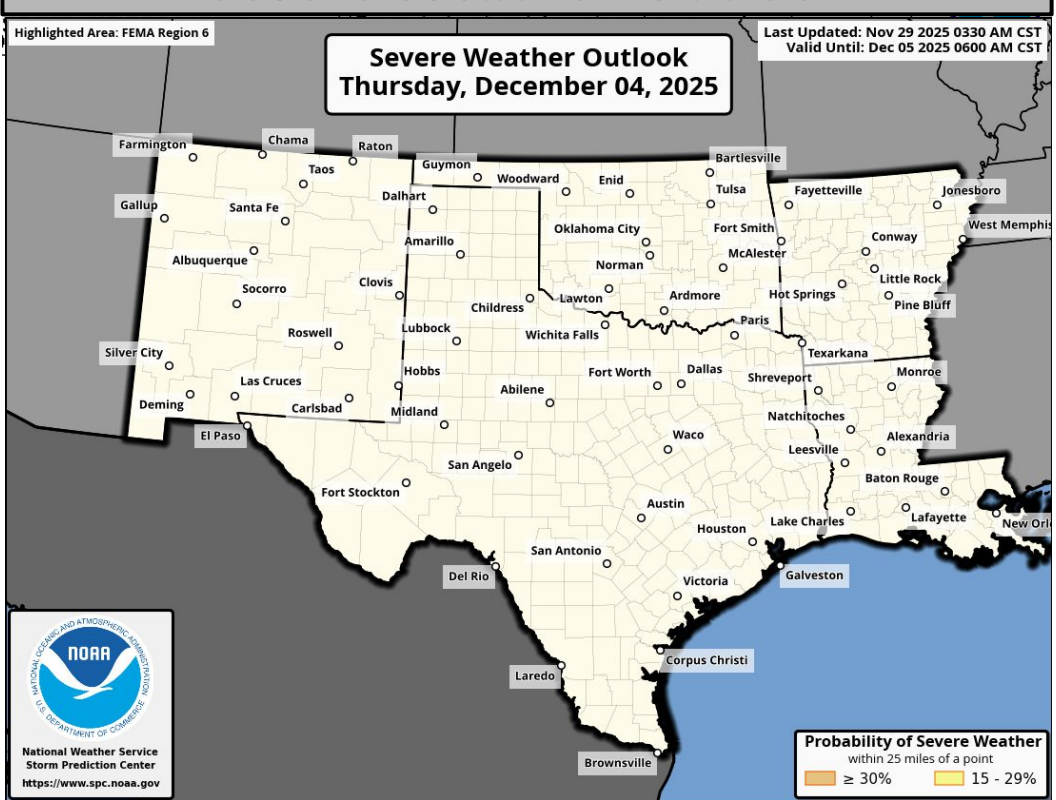 Highlighted Area: FEMA Region 6
Last Updated: Nov 29 2025 0330 AM CST
Valid Until: Dec 05 2025 0600 AM CST
Severe Weather Outlook
Thursday, December 04, 2025
Farmington
Chama
Raton
Taos
Guymon
Woodward
Enid
Bartlesville
Tulsa
Fayetteville
Jonesboro
Gallup
Santa Fe
Dalhart
West Memphis
Albuquerque
Amarillo
Oklahoma City
Fort Smith
Conway
Norman
McAlester
Socorro
Clovis
Childress
Lawton
Ardmore
Hot Springs
Little Rock
Pine Bluff
Roswell
Lubbock
Wichita Falls
Paris
Silver City
Texarkana
Las Cruces
Hobbs
Fort Worth
Dallas
Shreveport
Monroe
Deming
Carlsbad
Midland
Abilene
Natchitoches
El Paso
Waco
Leesville
Alexandria
San Angelo
Fort Stockton
Baton Rouge
Austin
Houston
Lake Charles
Lafayette
New Orl
San Antonio
Del Rio
Victoria
Galveston
Laredo
Corpus Christi
Brownsville
NATIONAL OCEANIC AND ATMOSPHERIC ADMINISTRATION
NOAA
U.S. DEPARTMENT OF COMMERCE
National Weather Service
Storm Prediction Center
https://www.spc.noaa.gov
Probability of Severe Weather
within 25 miles of a point
≥ 30%
15 - 29%